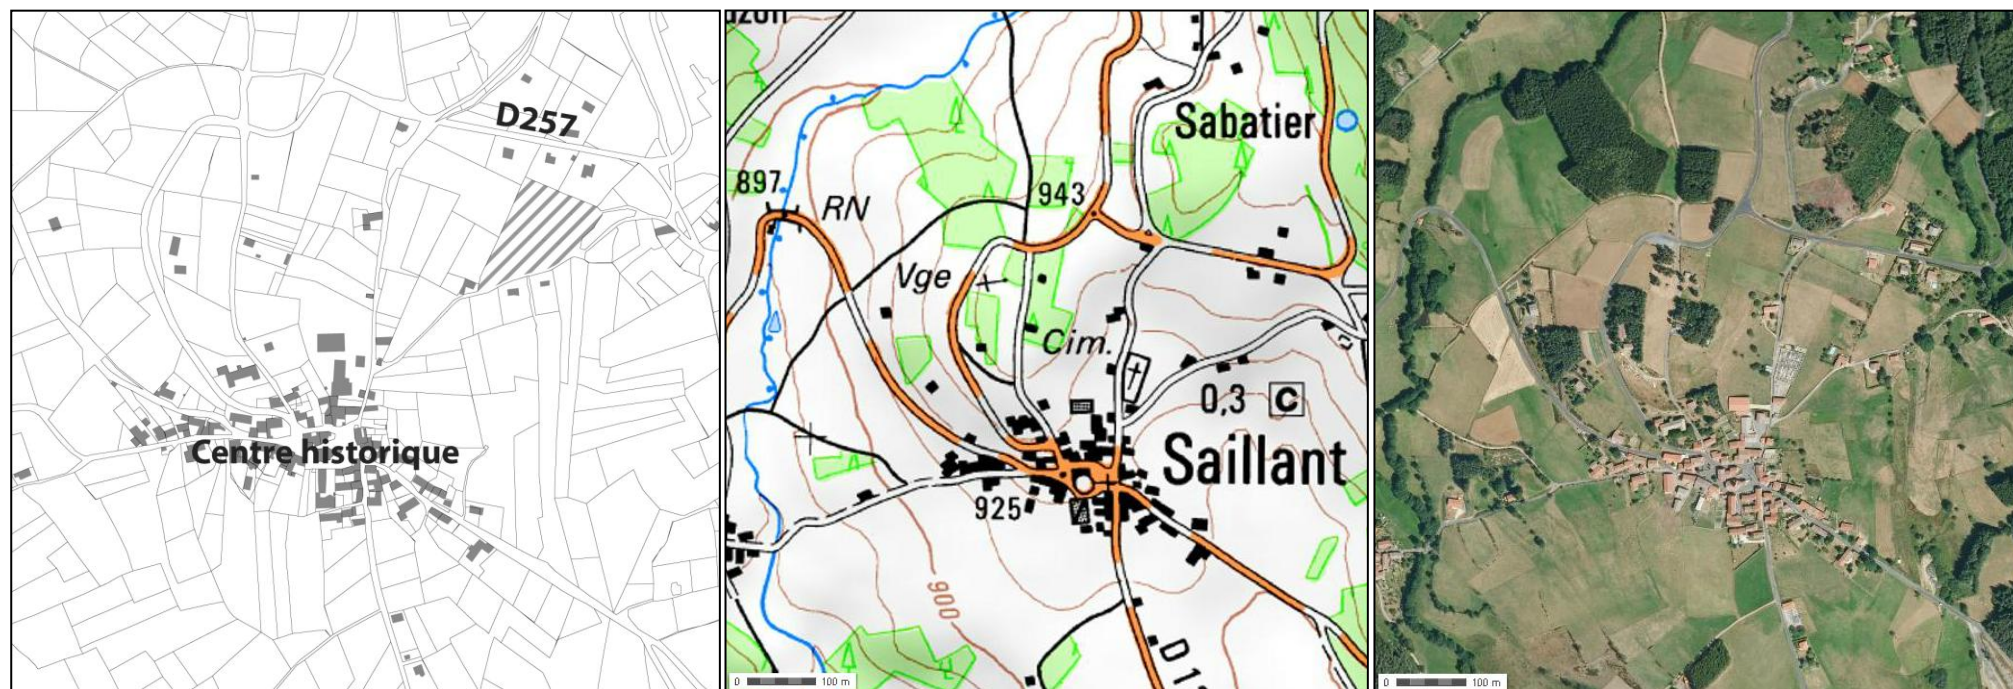 D257
Centre historique
Sabatier
897
RN
943
Vge
Cim.
0,3 C
Saillant
925
900
0 100 m
0 100 m